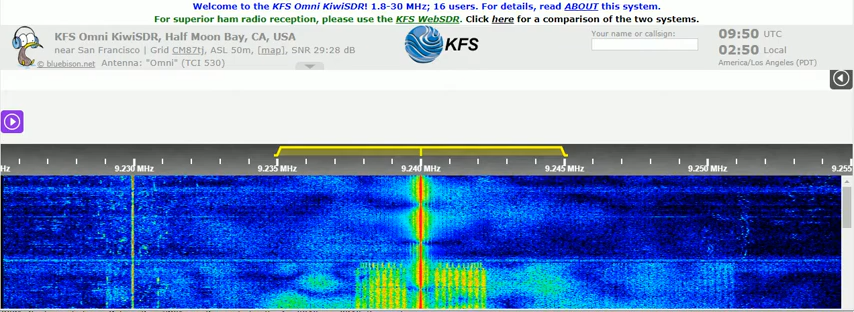 Welcome to the KFS Omni KiwiSDR! 1.8-30 MHz; 16 users. For details, read ABOUT this system.
For superior ham radio reception, please use the KFS WebSDR. Click here for a comparison of the two systems.
KFS Omni KiwiSDR, Half Moon Bay, CA, USA
near San Francisco | Grid CM87tj, ASL 50m, [map], SNR 29:28 dB
© bluebison.net Antenna: "Omni" (TCI 530)
KFS
Your name or callsign:
09:50 UTC
02:50 Local
America/Los Angeles (PDT)
Hz 9.230 MHz 9.235 MHz 9.240 MHz 9.245 MHz 9.250 MHz 9.255